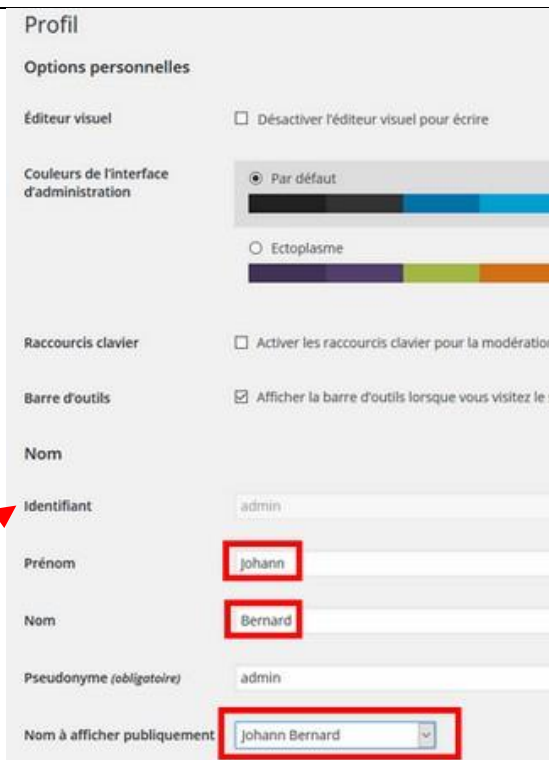 Profil
Options personnelles
Éditeur visuel
Désactiver l'éditeur visuel pour écrire
Couleurs de l'interface
d'administration
Par défaut
Ectoplasme
Raccourcis clavier
Activer les raccourcis clavier pour la modération
Barre d'outils
Afficher la barre d'outils lorsque vous visitez le
Nom
Identifiant
admin
Prénom
Johann
Nom
Bernard
Pseudonyme (obligatoire)
admin
Nom à afficher publiquement
Johann Bernard